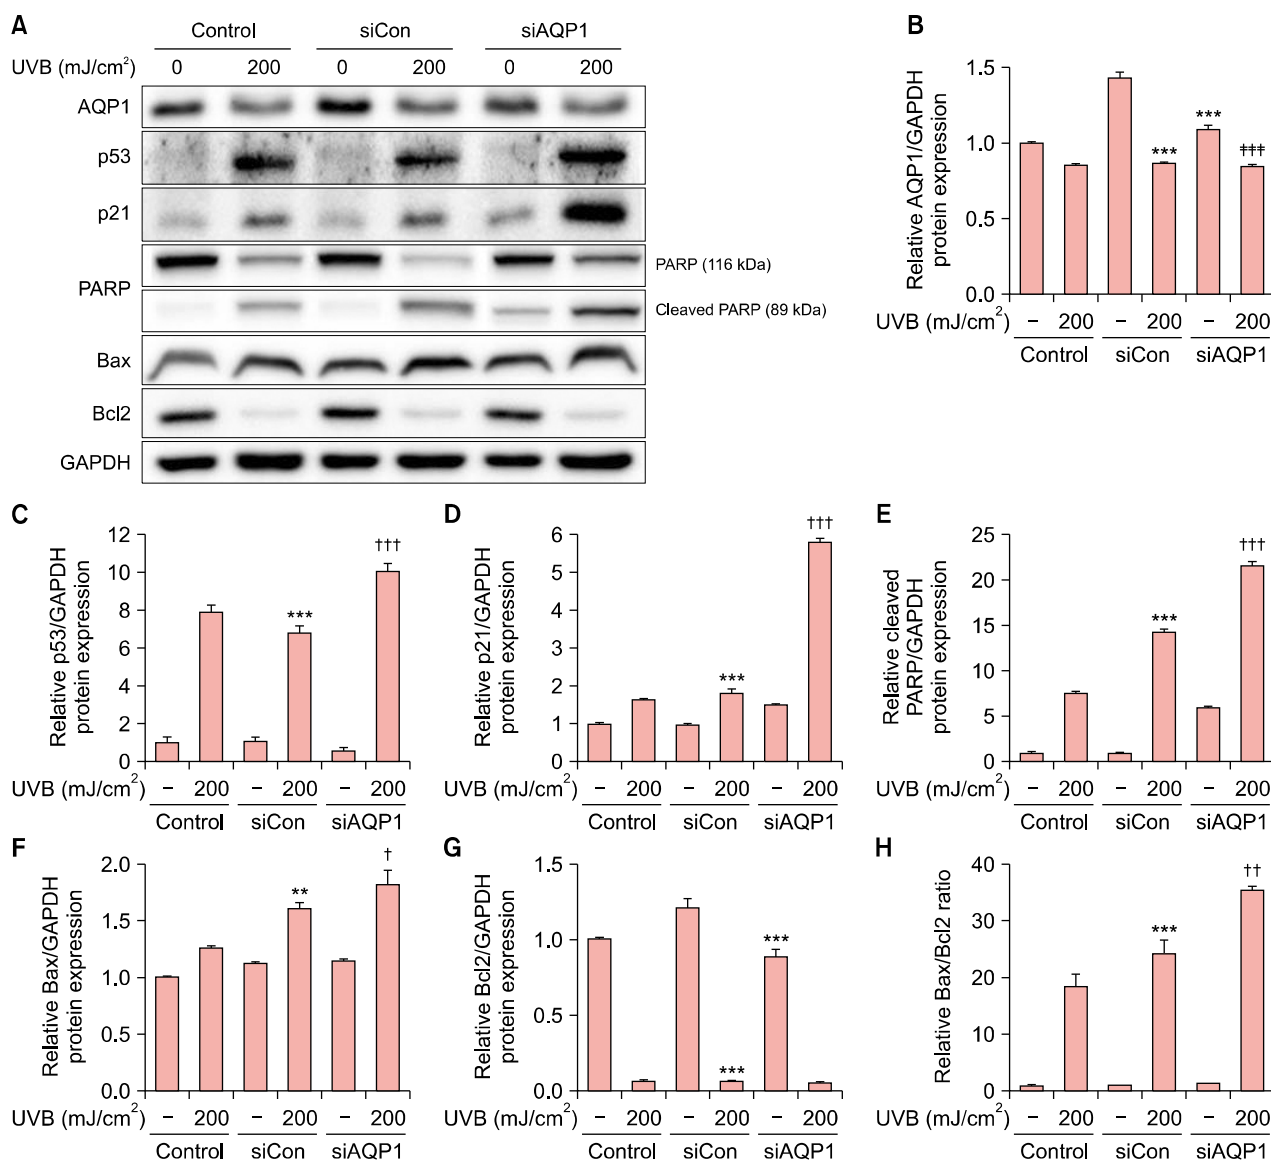 A
Control siCon siAQP1
UVB (mJ/cm²) 0 200 0 200 0 200
AQP1
p53
p21
PARP
PARP (116 kDa)
Cleaved PARP (89 kDa)
Bax
Bcl2
GAPDH
B
Relative AQP1/GAPDH
protein expression
1.5
1.0
0.5
0.0
***
***
‡‡‡
UVB (mJ/cm²) – 200 – 200 – 200
Control siCon siAQP1
C
Relative p53/GAPDH
protein expression
12
10
8
6
4
2
0
***
†††
UVB (mJ/cm²) – 200 – 200 – 200
Control siCon siAQP1
D
Relative p21/GAPDH
protein expression
6
5
4
3
2
1
0
***
†††
UVB (mJ/cm²) – 200 – 200 – 200
Control siCon siAQP1
E
Relative cleaved
PARP/GAPDH
protein expression
25
20
15
10
5
0
***
†††
UVB (mJ/cm²) – 200 – 200 – 200
Control siCon siAQP1
F
Relative Bax/GAPDH
protein expression
2.0
1.5
1.0
0.5
0.0
**
†
UVB (mJ/cm²) – 200 – 200 – 200
Control siCon siAQP1
G
Relative Bcl2/GAPDH
protein expression
1.5
1.0
0.5
0.0
***
***
UVB (mJ/cm²) – 200 – 200 – 200
Control siCon siAQP1
H
Relative Bax/Bcl2 ratio
40
30
20
10
0
***
††
UVB (mJ/cm²) – 200 – 200 – 200
Control siCon siAQP1